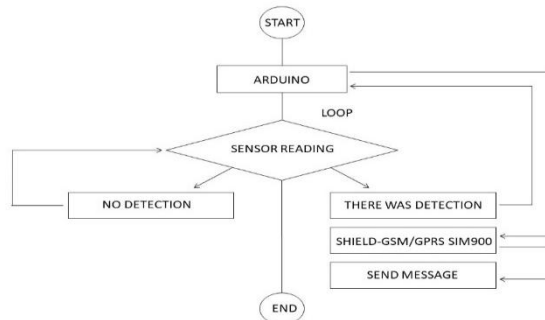 START
ARDUINO
LOOP
SENSOR READING
NO DETECTION
THERE WAS DETECTION
SHIELD-GSM/GPRS SIM900
SEND MESSAGE
END